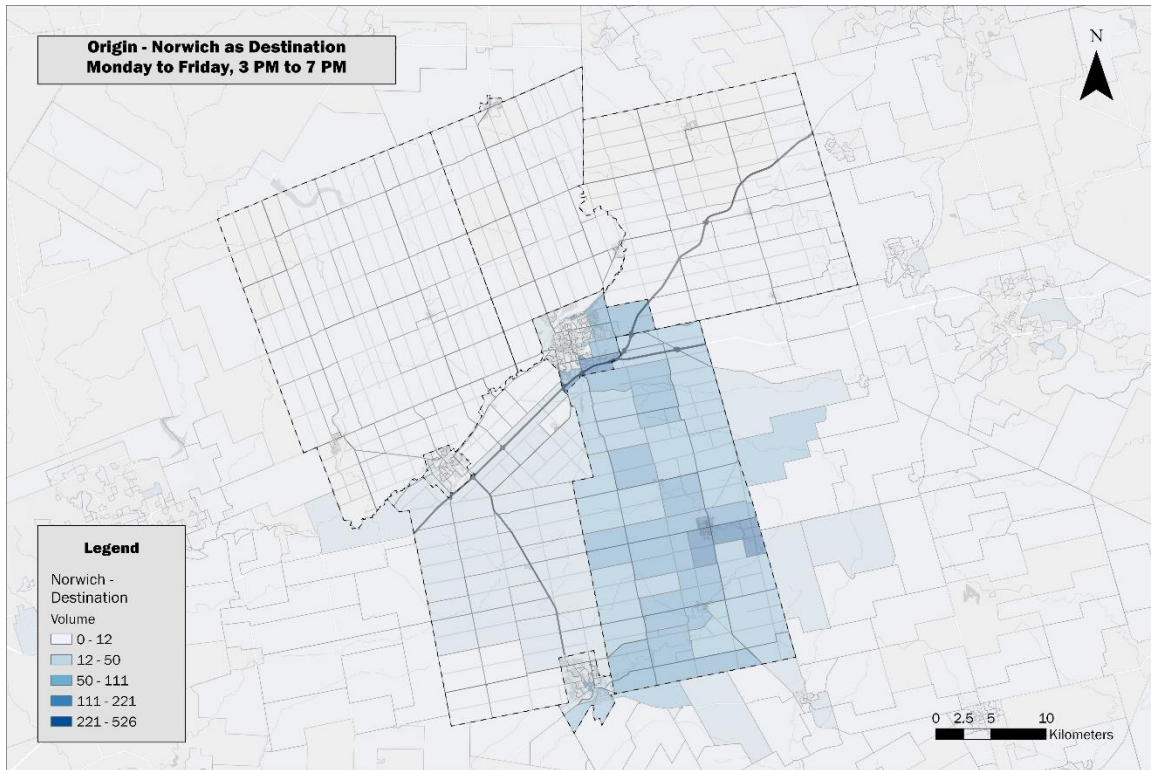 Origin - Norwich as Destination
Monday to Friday, 3 PM to 7 PM
N
Legend
Norwich -
Destination
Volume
0 - 12
12 - 50
50 - 111
111 - 221
221 - 526
0 2.5 5 10
Kilometers